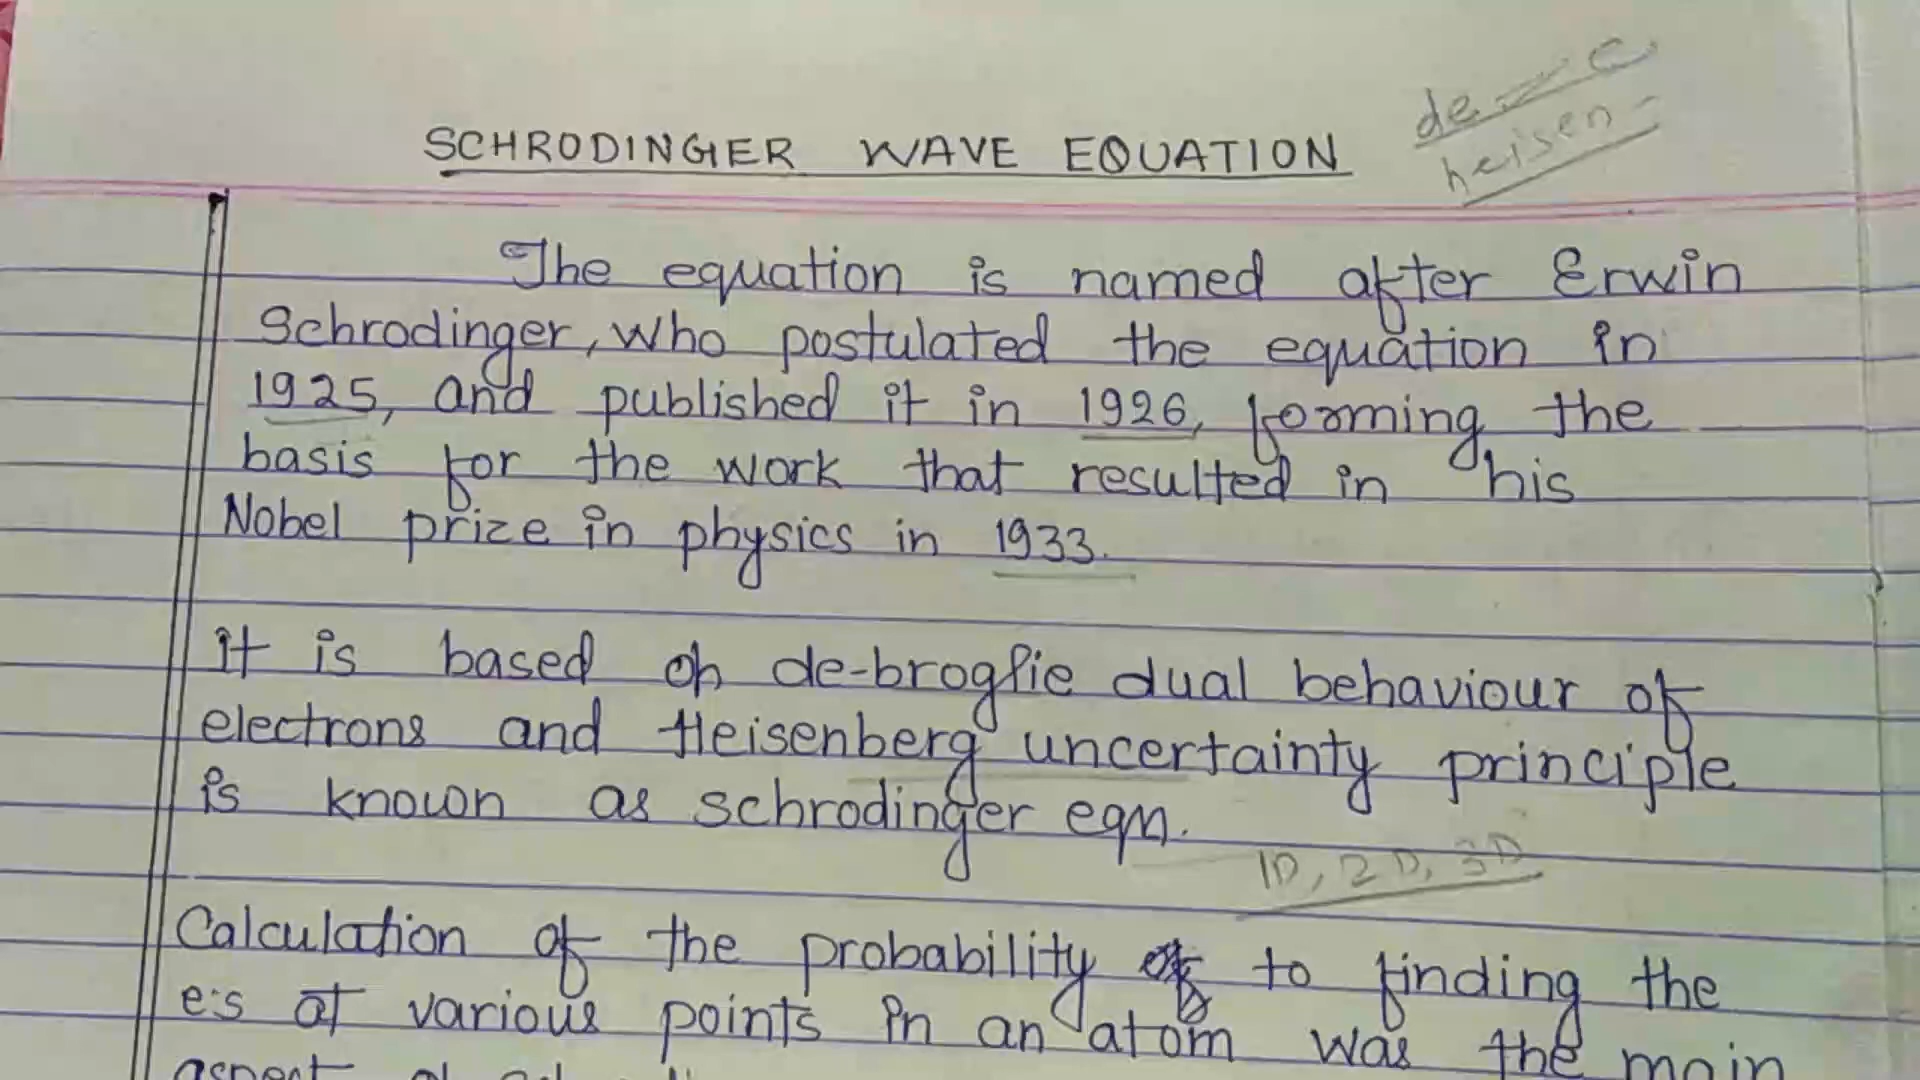 SCHRODINGER WAVE EQUATION
heisen-
The equation is named after Erwin
Schrodinger, who postulated the equation in
1925, and published it in 1926, forming the
basis for the work that resulted in his
Nobel prize in physics in 1933.
it is based on de-broglie dual behaviour of
electrons and Heisenberg uncertainty principle
is known as schrodinger eqn.
1D, 2D, 3D
Calculation of the probability to finding the
e's at various points in an atom was the main
aspect of